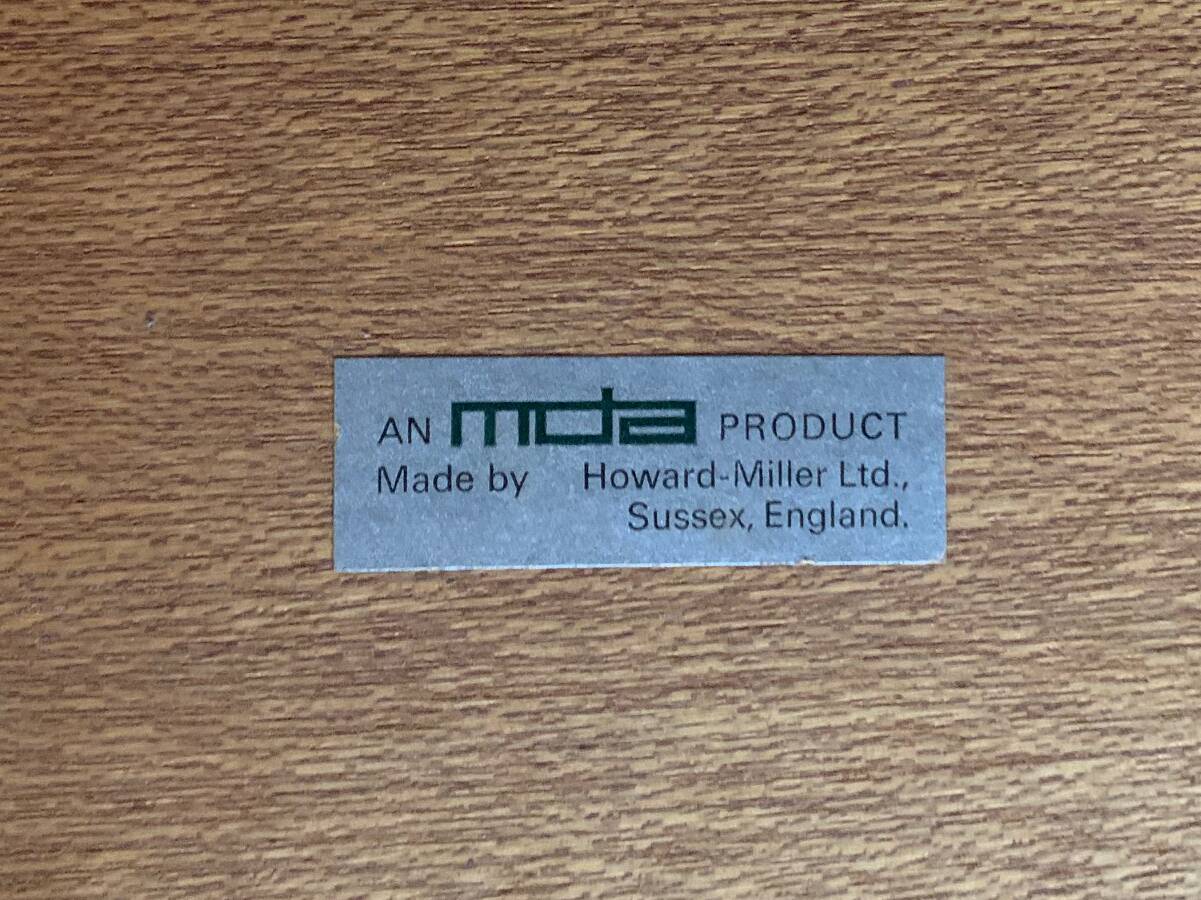 AN mda PRODUCT
Made by Howard-Miller Ltd.,
Sussex, England.